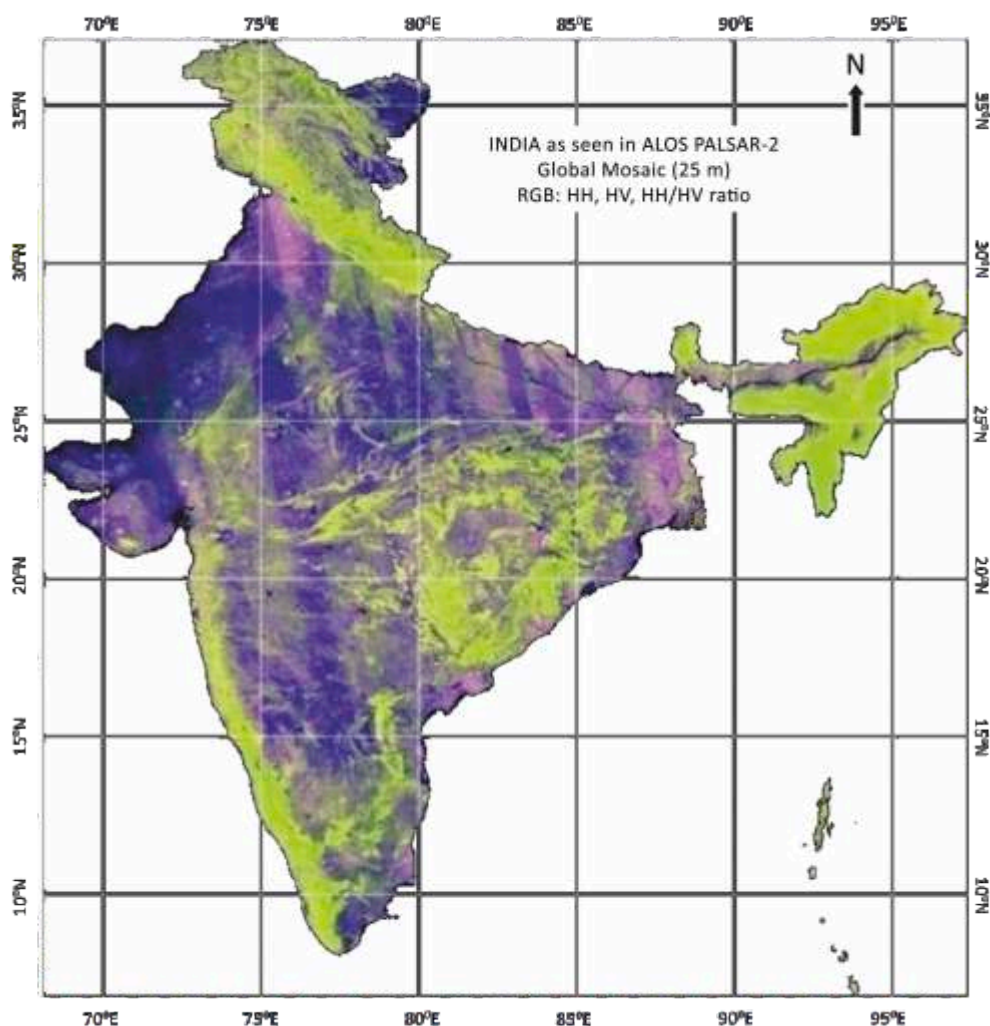 70°E 75°E 80°E 85°E 90°E 95°E
N
35°N 35°N
INDIA as seen in ALOS PALSAR-2
Global Mosaic (25 m)
RGB: HH, HV, HH/HV ratio
30°N 30°N
25°N 25°N
20°N 20°N
15°N 15°N
10°N 10°N
70°E 75°E 80°E 85°E 90°E 95°E